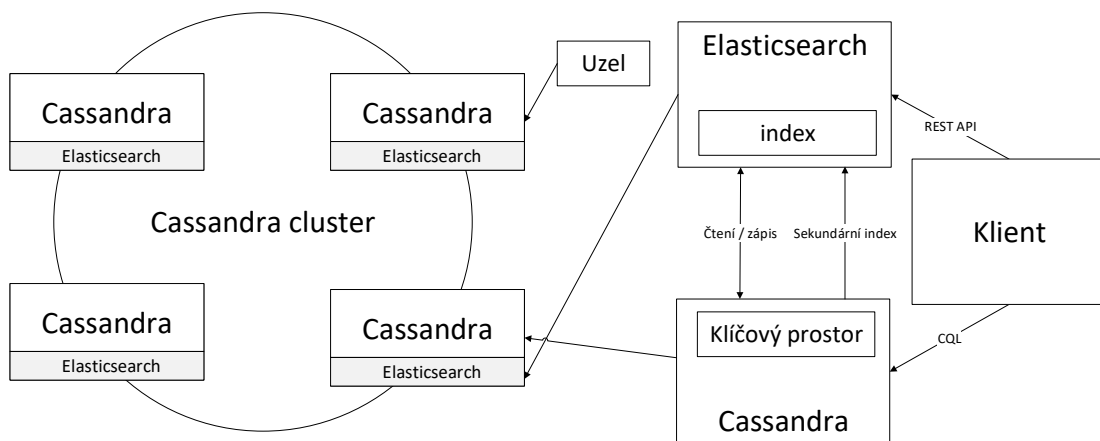 Cassandra
Elasticsearch
Cassandra
Elasticsearch
Uzel
Cassandra cluster
Cassandra
Elasticsearch
Cassandra
Elasticsearch
Elasticsearch
index
REST API
Čtení / zápis
Sekundární index
Klient
Klíčový prostor
CQL
Cassandra